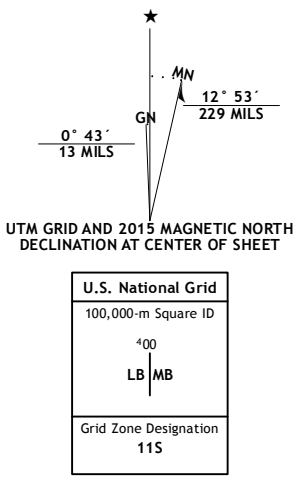 ★
MN
GN
12° 53´
229 MILS
0° 43´
13 MILS
UTM GRID AND 2015 MAGNETIC NORTH
DECLINATION AT CENTER OF SHEET
U.S. National Grid
100,000-m Square ID
⁴00
LB MB
Grid Zone Designation
11S